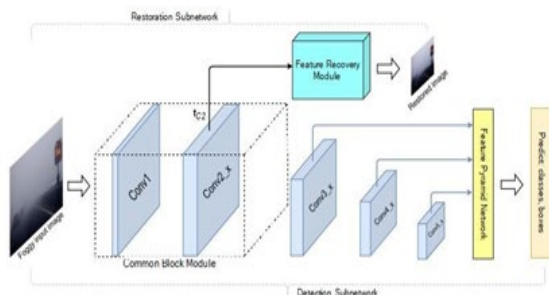 Restoration Subnetwork
Feature Recovery
Module
Restored image
tC2
Conv1
Conv2_x
Conv3_x
Conv4_x
Conv5_x
Feature Pyramid Network
Predict: classes, boxes
Foggy input image
Common Block Module
Detection Subnetwork